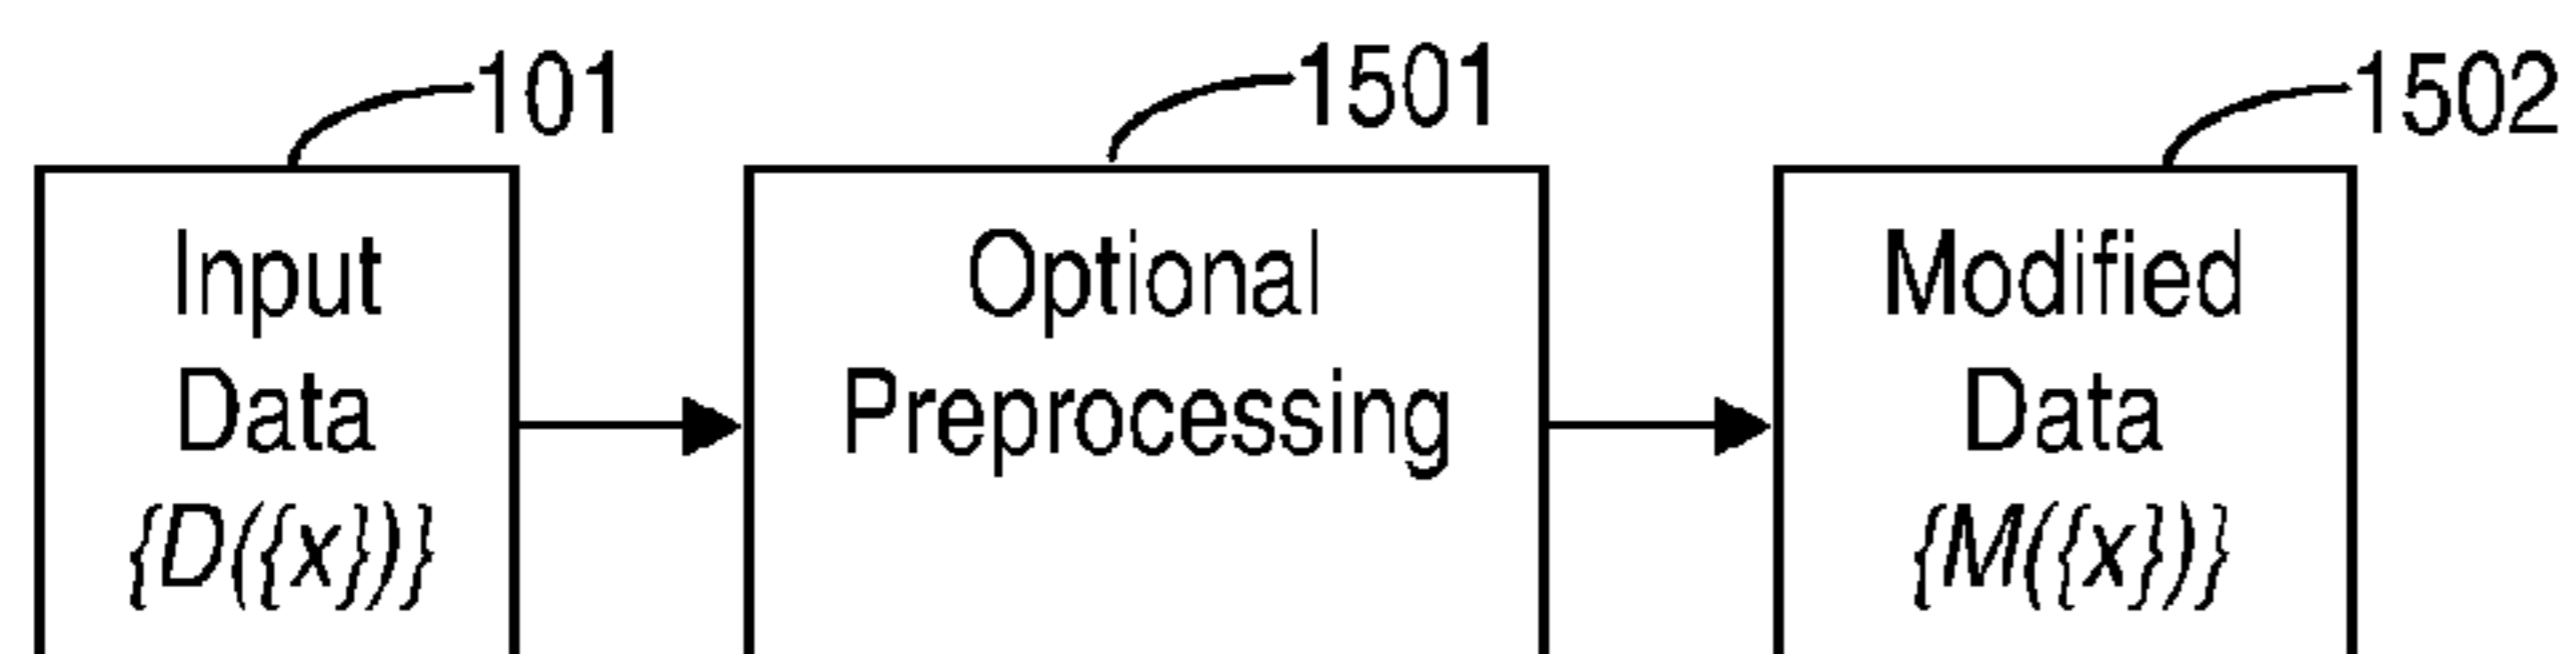 101
1501
1502
Input
Data
{D({x})}
Optional
Preprocessing
Modified
Data
{M({x})}